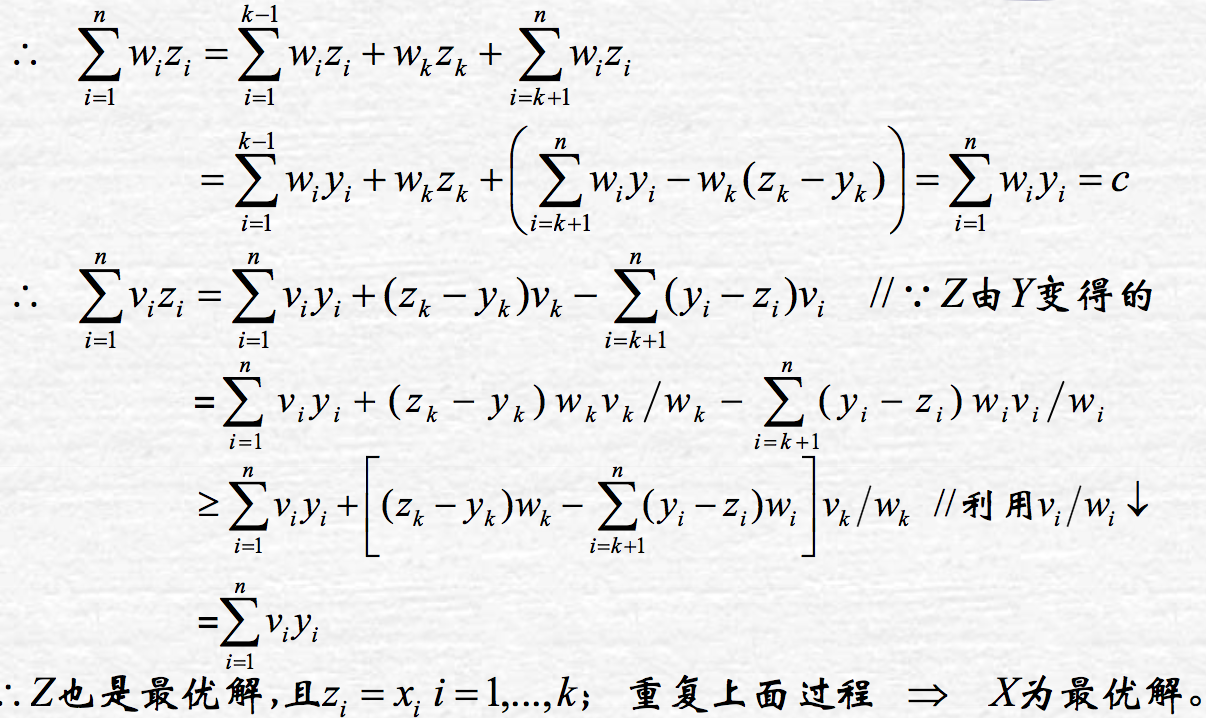 ∴ $\sum_{i=1}^{n} w_i z_i = \sum_{i=1}^{k-1} w_i z_i + w_k z_k + \sum_{i=k+1}^{n} w_i z_i$
$= \sum_{i=1}^{k-1} w_i y_i + w_k z_k + \left( \sum_{i=k+1}^{n} w_i y_i - w_k (z_k - y_k) \right) = \sum_{i=1}^{n} w_i y_i = c$
∴ $\sum_{i=1}^{n} v_i z_i = \sum_{i=1}^{n} v_i y_i + (z_k - y_k) v_k - \sum_{i=k+1}^{n} (y_i - z_i) v_i$ //∵Z由Y变得的
$= \sum_{i=1}^{n} v_i y_i + (z_k - y_k) w_k v_k / w_k - \sum_{i=k+1}^{n} (y_i - z_i) w_i v_i / w_i$
$\geq \sum_{i=1}^{n} v_i y_i + \left[ (z_k - y_k) w_k - \sum_{i=k+1}^{n} (y_i - z_i) w_i \right] v_k / w_k$ //利用$v_i/w_i$↓
$= \sum_{i=1}^{n} v_i y_i$
∴Z也是最优解,且$z_i = x_i$ $i = 1,...,k$; 重复上面过程 ⇒ X为最优解。